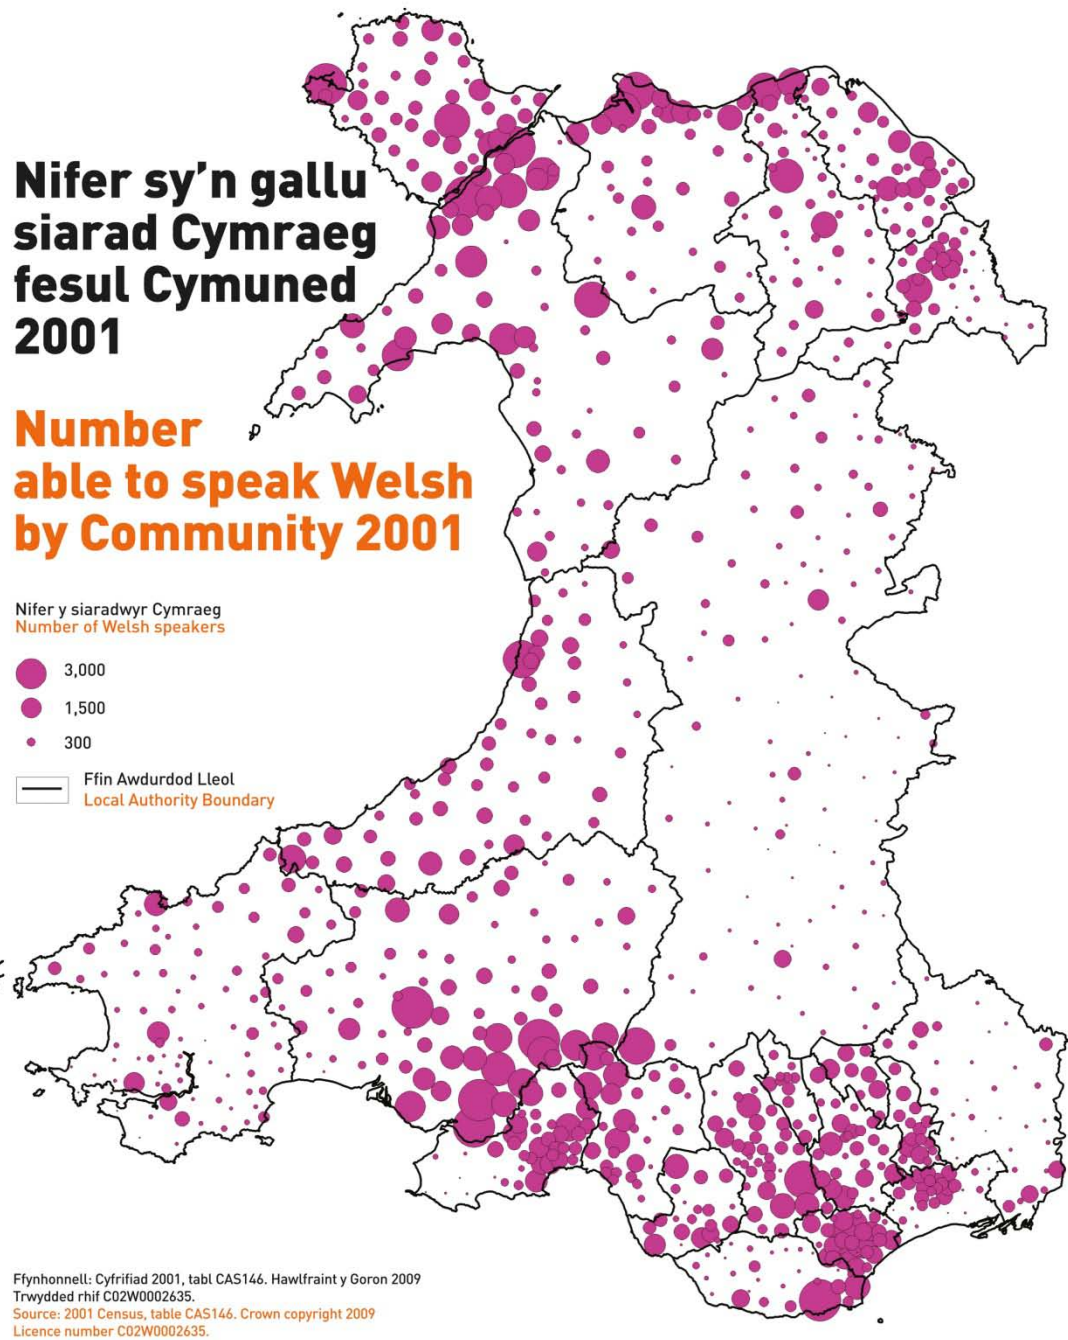 Nifer sy’n gallu
siarad Cymraeg
fesul Cymuned
2001
Number
able to speak Welsh
by Community 2001
Nifer y siaradwyr Cymraeg
Number of Welsh speakers
3,000
1,500
300
Ffin Awdurdod Lleol
Local Authority Boundary
Ffynhonnell: Cyfrifiad 2001, tabl CAS146. Hawlfraint y Goron 2009
Trwydded rhif C02W0002635.
Source: 2001 Census, table CAS146. Crown copyright 2009
Licence number C02W0002635.